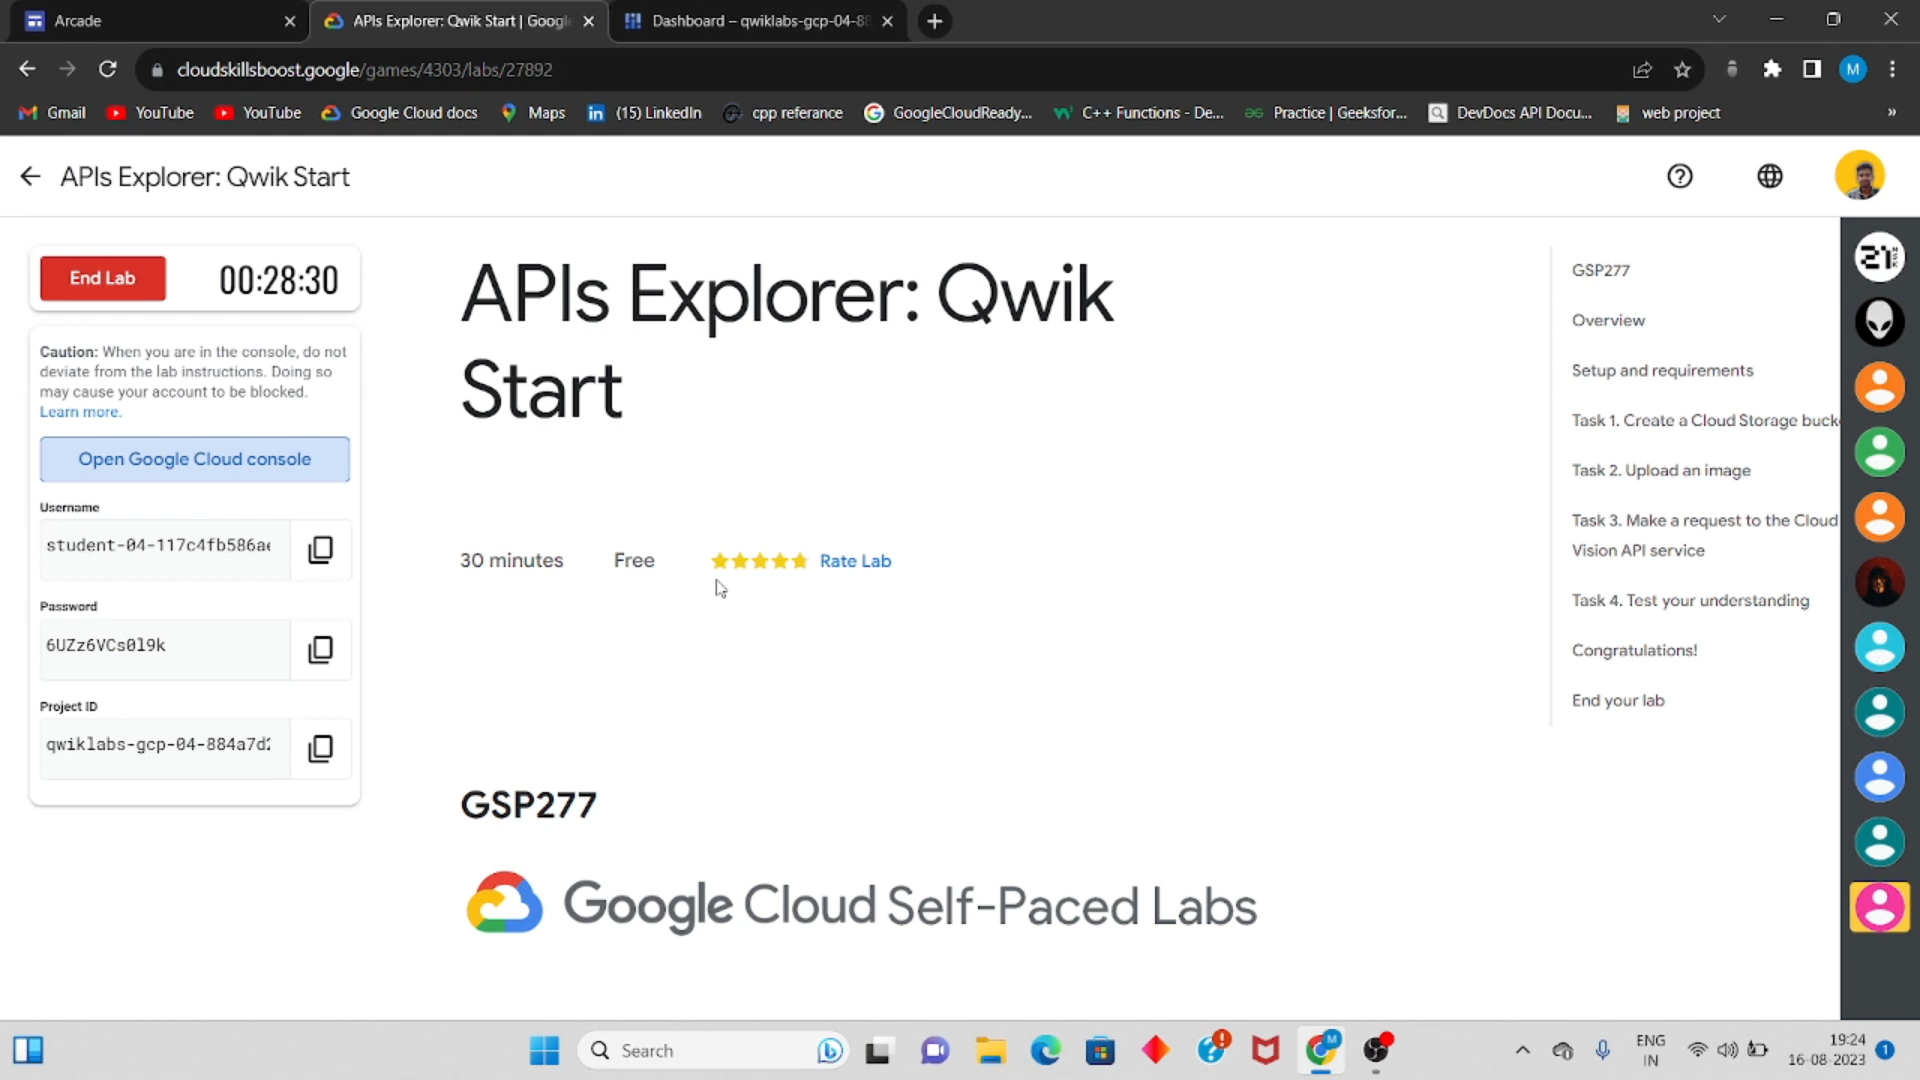 Arcade
APIs Explorer: Qwik Start | Google
Dashboard – qwiklabs-gcp-04-88
cloudskillsboost.google/games/4303/labs/27892
M
Gmail
YouTube
YouTube
Google Cloud docs
Maps
(15) LinkedIn
cpp referance
GoogleCloudReady...
C++ Functions - De...
Practice | Geeksfor...
DevDocs API Docu...
web project
»
APIs Explorer: Qwik Start
End Lab
00:28:30
Caution: When you are in the console, do not
deviate from the lab instructions. Doing so
may cause your account to be blocked.
Learn more.
Open Google Cloud console
Username
student-04-117c4fb586ae
Password
6UZz6VCs0l9k
Project ID
qwiklabs-gcp-04-884a7d2
APIs Explorer: Qwik
Start
30 minutes
Free
Rate Lab
GSP277
Google Cloud Self-Paced Labs
GSP277
Overview
Setup and requirements
Task 1. Create a Cloud Storage buck
Task 2. Upload an image
Task 3. Make a request to the Cloud
Vision API service
Task 4. Test your understanding
Congratulations!
End your lab
21
Search
M
ENG
IN
19:24
16-08-2023
1